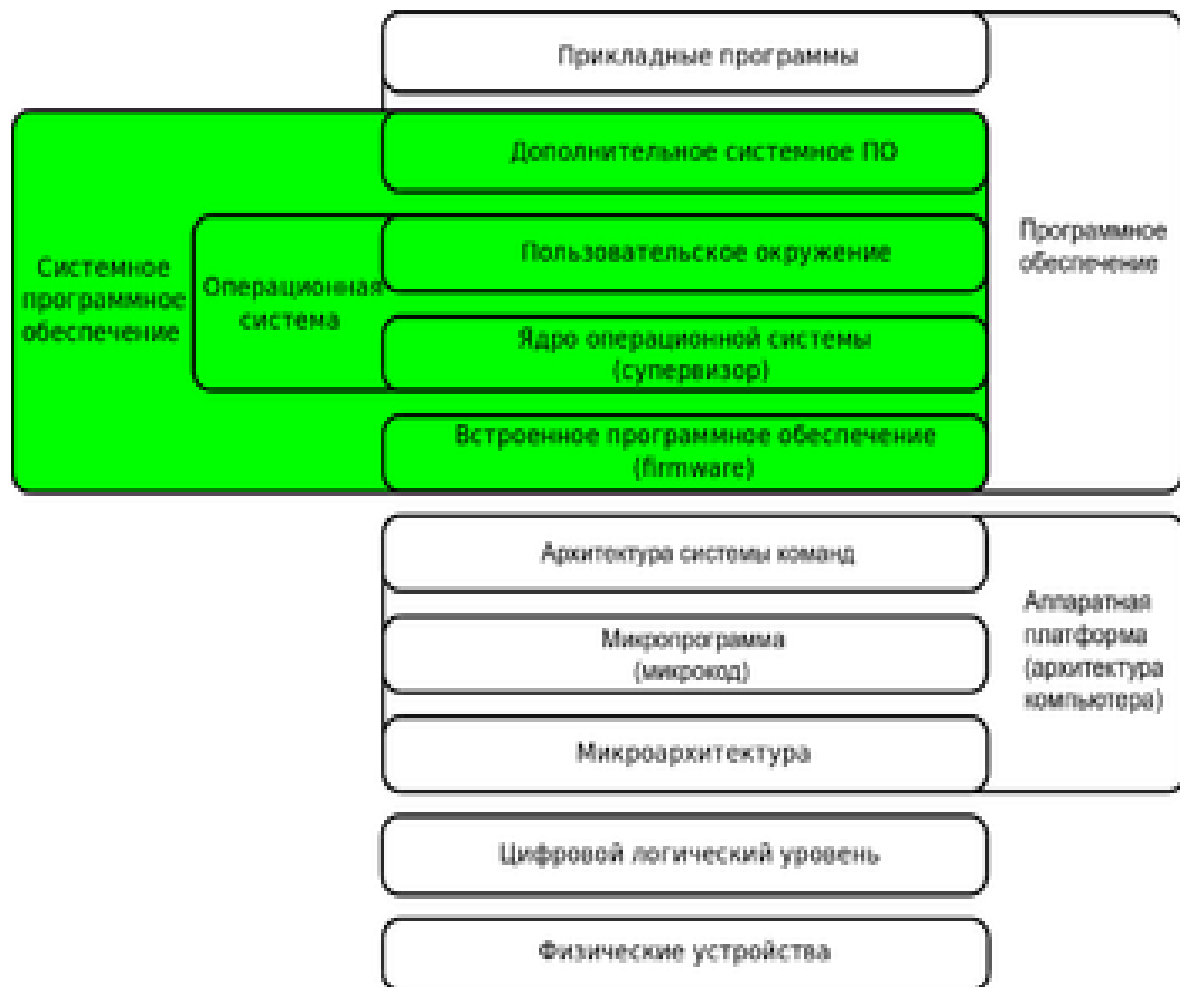 Прикладные программы
Дополнительное системное ПО
Пользовательское окружение
Программное
обеспечение
Системное
программное
обеспечение
Операционная
система
Ядро операционной системы
(супервизор)
Встроенное программное обеспечение
(firmware)
Архитектура системы команд
Микропрограмма
(микрокод)
Аппаратная
платформа
(архитектура
компьютера)
Микроархитектура
Цифровой логический уровень
Физические устройства